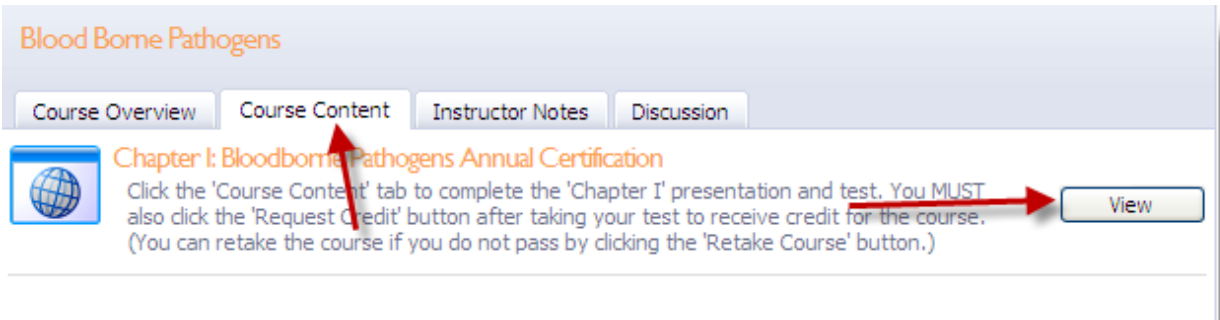 Blood Borne Pathogens
Course Overview Course Content Instructor Notes Discussion
Chapter I: Bloodborne Pathogens Annual Certification
Click the 'Course Content' tab to complete the 'Chapter I' presentation and test. You MUST
also click the 'Request Credit' button after taking your test to receive credit for the course.
(You can retake the course if you do not pass by clicking the 'Retake Course' button.)
View